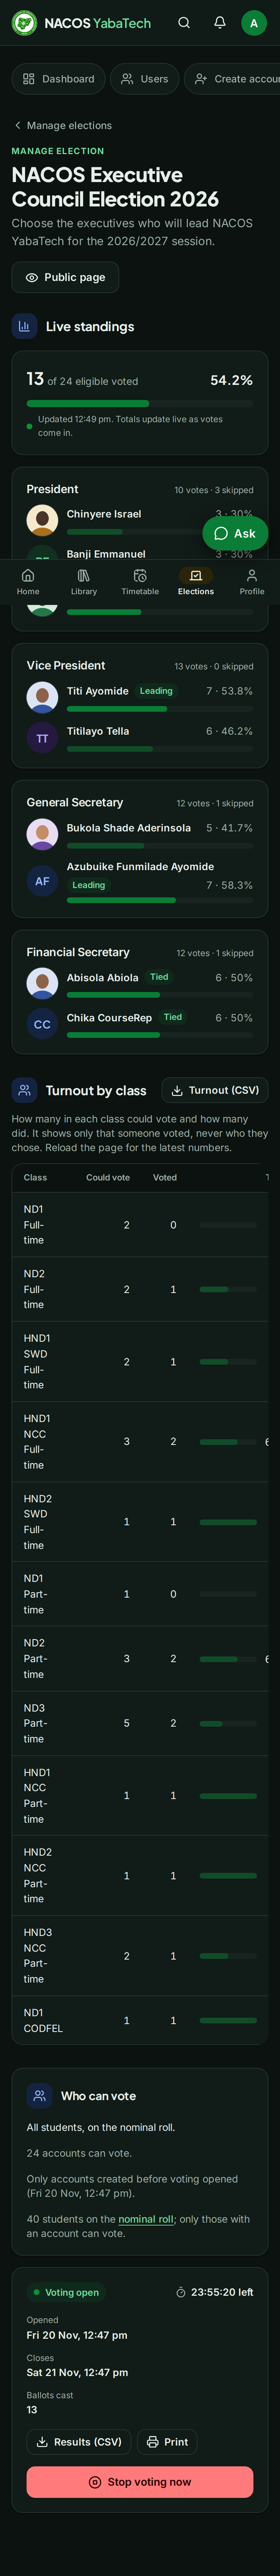 NACOS YabaTech
A
Dashboard
Users
Create accou
Manage elections
MANAGE ELECTION
NACOS Executive
Council Election 2026
Choose the executives who will lead NACOS
YabaTech for the 2026/2027 session.
Public page
Live standings
13 of 24 eligible voted
54.2%
Updated 12:49 pm. Totals update live as votes
come in.
President
10 votes · 3 skipped
Chinyere Israel
3 · 30%
Ask
Banji Emmanuel
3 · 30%
Home
Library
Timetable
Elections
Profile
Vice President
13 votes · 0 skipped
Titi Ayomide
Leading
7 · 53.8%
TT
Titilayo Tella
6 · 46.2%
General Secretary
12 votes · 1 skipped
Bukola Shade Aderinsola
5 · 41.7%
AF
Azubuike Funmilade Ayomide
Leading
7 · 58.3%
Financial Secretary
12 votes · 1 skipped
Abisola Abiola
Tied
6 · 50%
CC
Chika CourseRep
Tied
6 · 50%
Turnout by class
Turnout (CSV)
How many in each class could vote and how many
did. It shows only that someone voted, never who they
chose. Reload the page for the latest numbers.
Class
Could vote
Voted
ND1
Full-
time
2
0
ND2
Full-
time
2
1
HND1
SWD
Full-
time
2
1
HND1
NCC
Full-
time
3
2
HND2
SWD
Full-
time
1
1
ND1
Part-
time
1
0
ND2
Part-
time
3
2
ND3
Part-
time
5
2
HND1
NCC
Part-
time
1
1
HND2
NCC
Part-
time
1
1
HND3
NCC
Part-
time
2
1
ND1
CODFEL
1
1
Who can vote
All students, on the nominal roll.
24 accounts can vote.
Only accounts created before voting opened
(Fri 20 Nov, 12:47 pm).
40 students on the nominal roll; only those with
an account can vote.
Voting open
23:55:20 left
Opened
Fri 20 Nov, 12:47 pm
Closes
Sat 21 Nov, 12:47 pm
Ballots cast
13
Results (CSV)
Print
Stop voting now